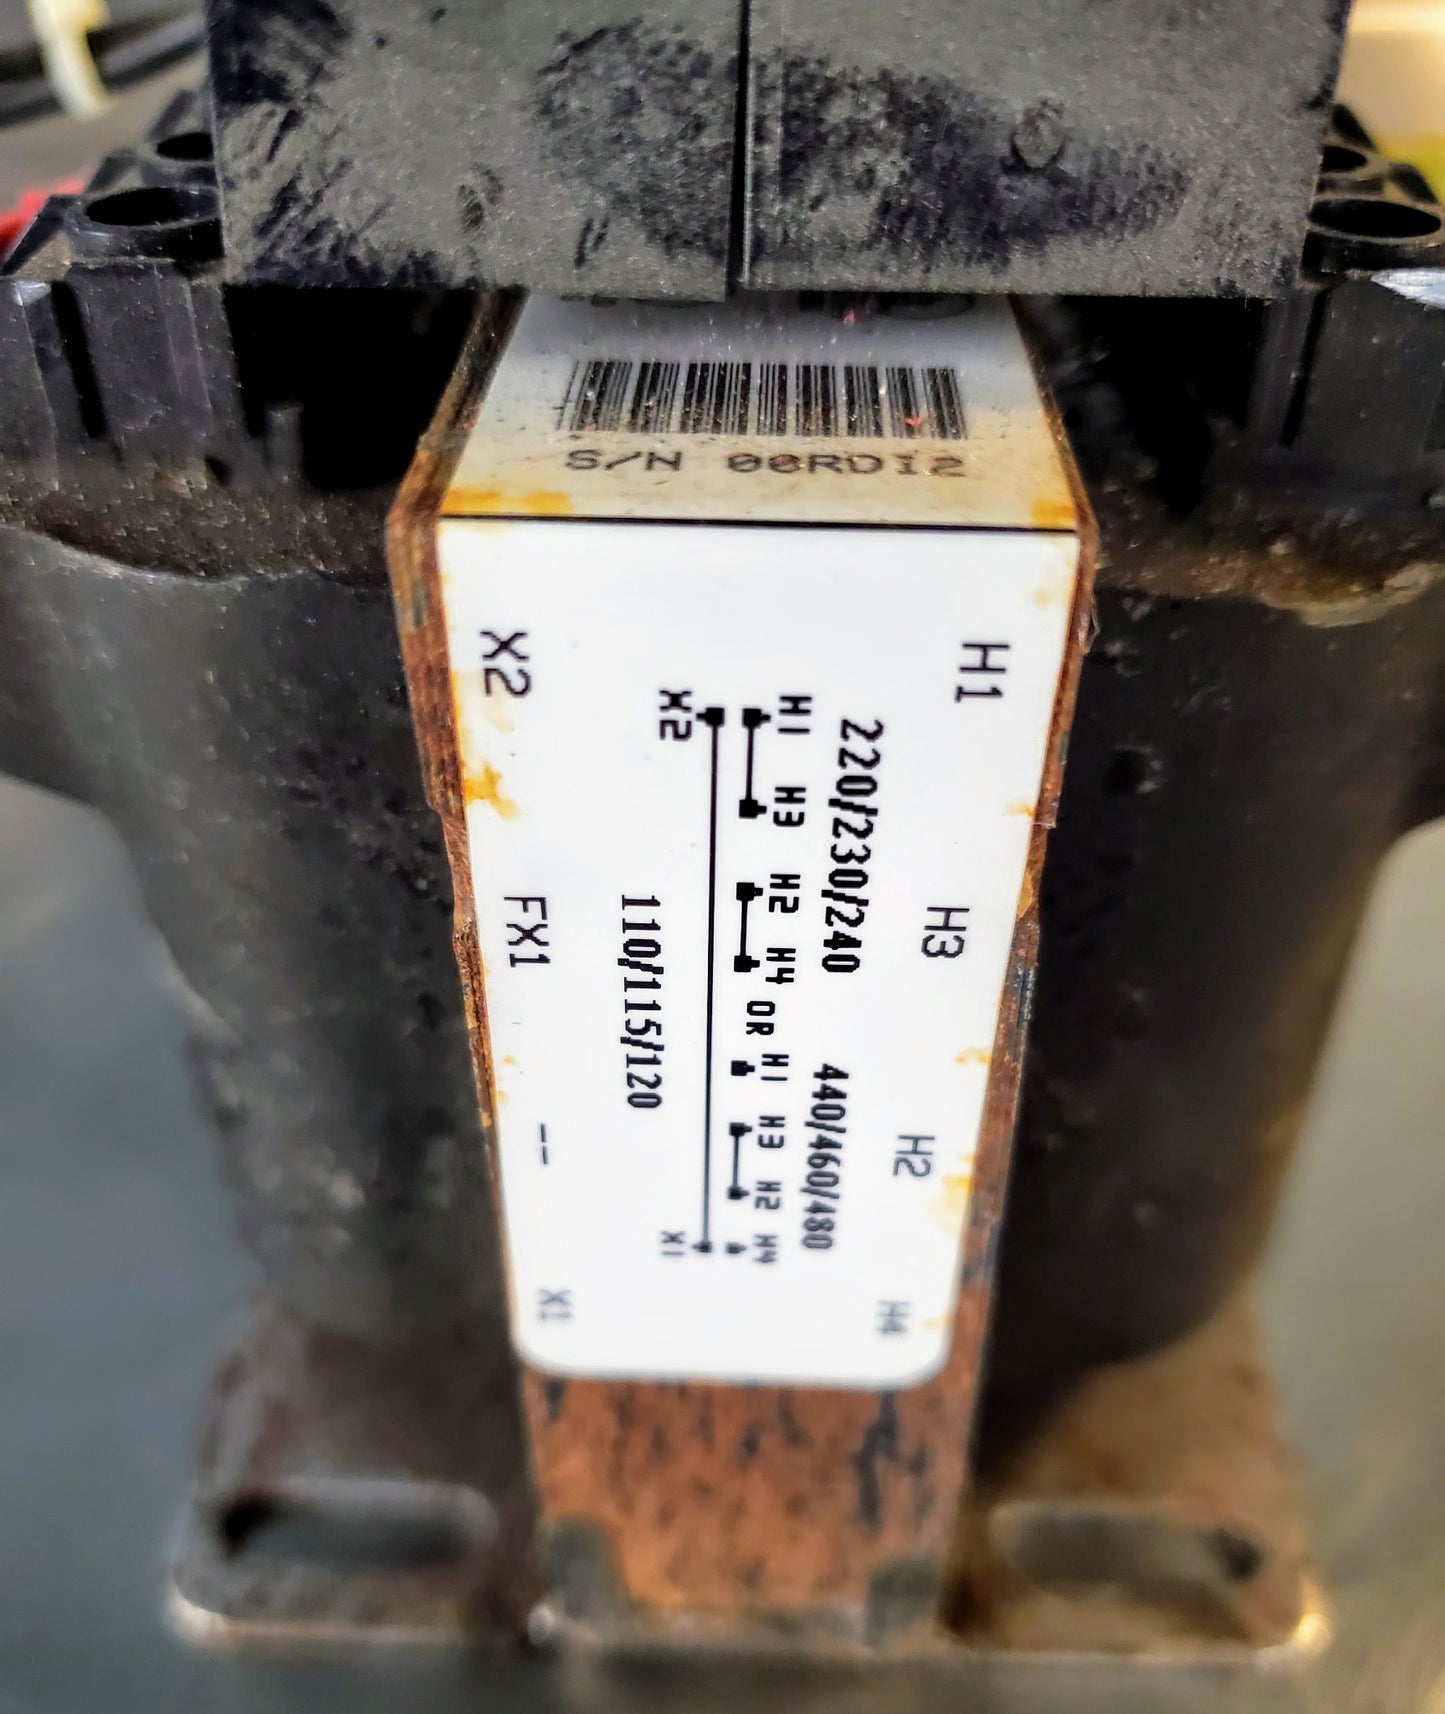 S/N 00RDI2
H1 H3 H2 H4
220/230/240 440/460/480
H1 H3 H2 H4 OR H1 H3 H2 H4
X2 X1
110/115/120
X2 FX1 -- X1